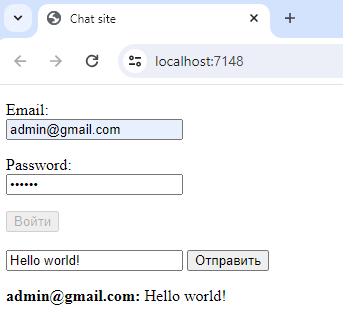 Chat site
localhost:7148
Email:
admin@gmail.com
Password:
••••••
Войти
Hello world! Отправить
admin@gmail.com: Hello world!